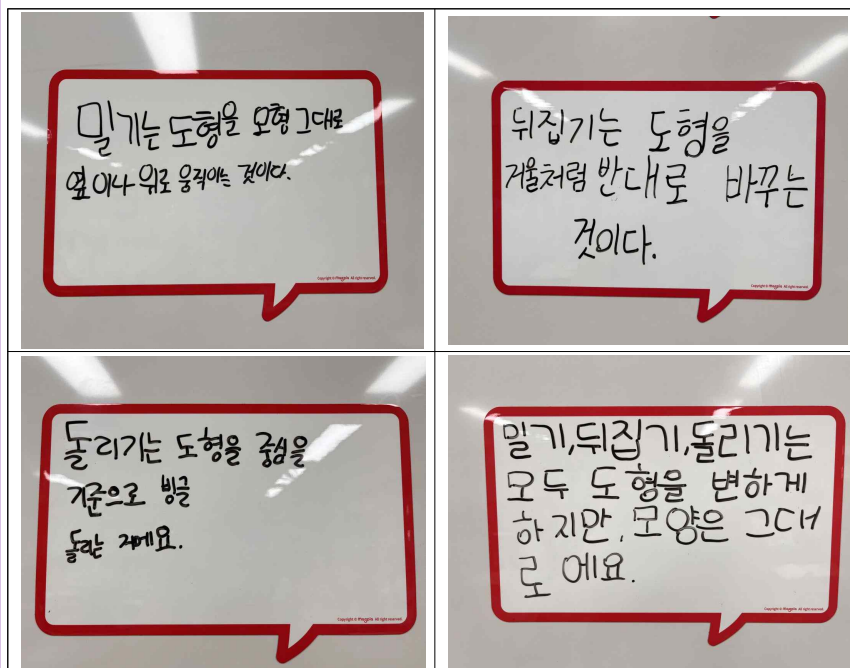 밀기는 도형을 모형 그대로
옆이나 위로 움직이는 것이다.
뒤집기는 도형을
거울처럼 반대로 바꾸는
것이다.
돌리기는 도형을 중심을
기준으로 빙글
돌리는 거에요.
밀기,뒤집기,돌리기는
모두 도형을 변하게
하지만, 모양은 그대
로에요.